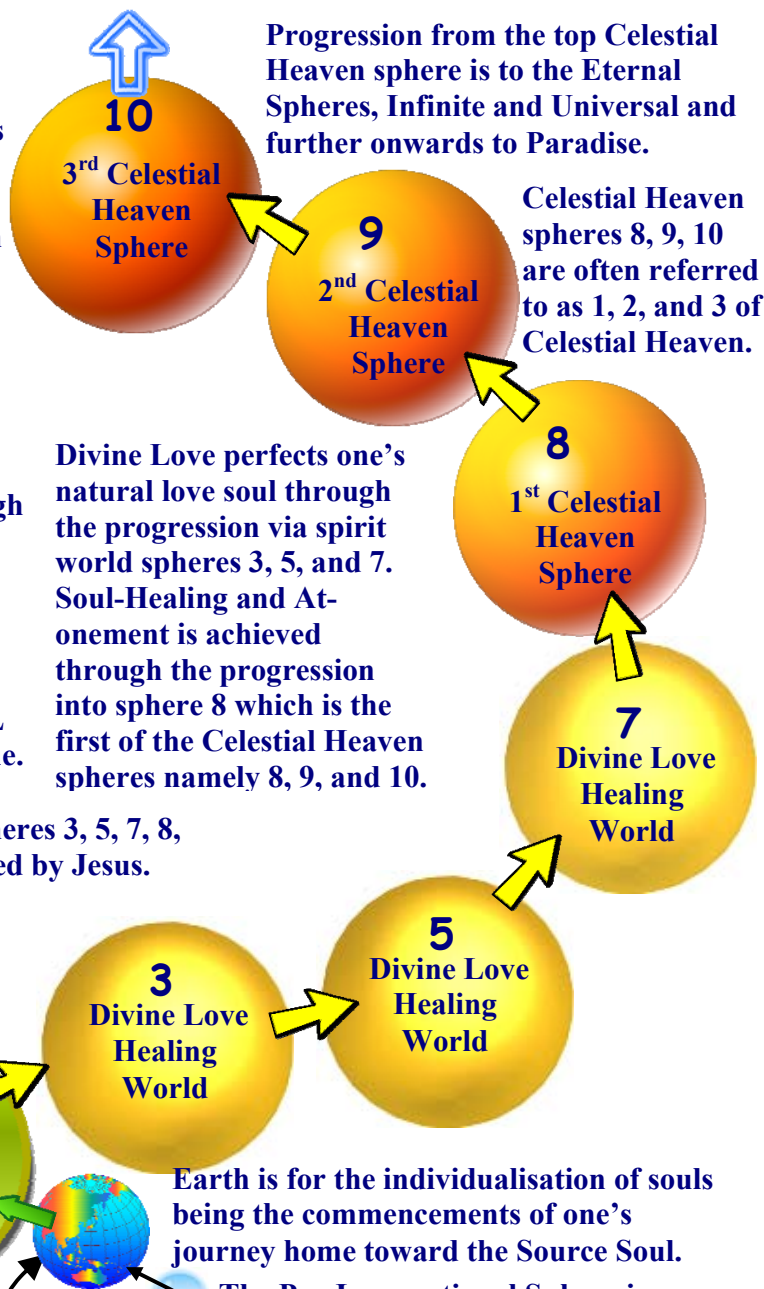 Progression from the top Celestial
Heaven sphere is to the Eternal
Spheres, Infinite and Universal and
further onwards to Paradise.
10
3rd Celestial
Heaven
Sphere
9
2nd Celestial
Heaven
Sphere
Celestial Heaven
spheres 8, 9, 10
are often referred
to as 1, 2, and 3 of
Celestial Heaven.
8
1st Celestial
Heaven
Sphere
Divine Love perfects one's
natural love soul through
the progression via spirit
world spheres 3, 5, and 7.
Soul-Healing and At-
onement is achieved
through the progression
into sphere 8 which is the
first of the Celestial Heaven
spheres namely 8, 9, and 10.
7
Divine Love
Healing
World
3, 5, 7, 8,
by Jesus.
5
Divine Love
Healing
World
3
Divine Love
Healing
World
Earth is for the individualisation of souls
being the commencements of one's
journey home toward the Source Soul.